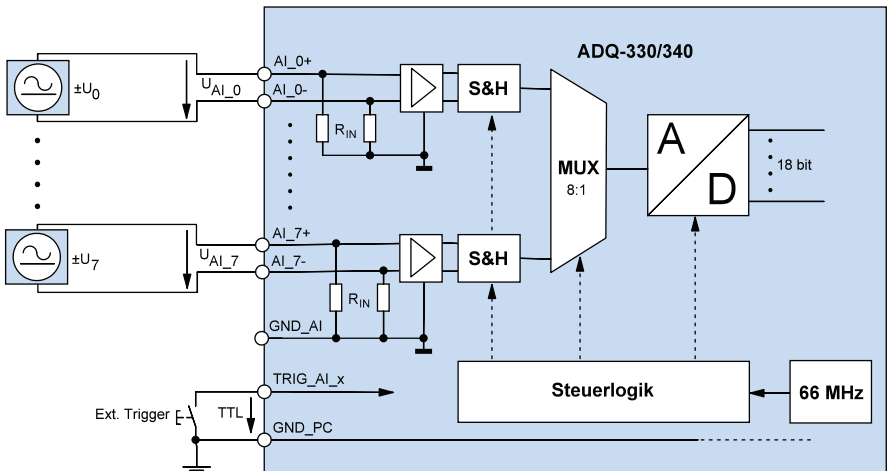 ADQ-330/340
±U0
UAI_0
AI_0+
AI_0-
RIN
S&H
MUX
8:1
A
D
18 bit
±U7
UAI_7
AI_7+
AI_7-
RIN
S&H
GND_AI
TRIG_AI_x
Ext. Trigger
TTL
GND_PC
Steuerlogik
66 MHz